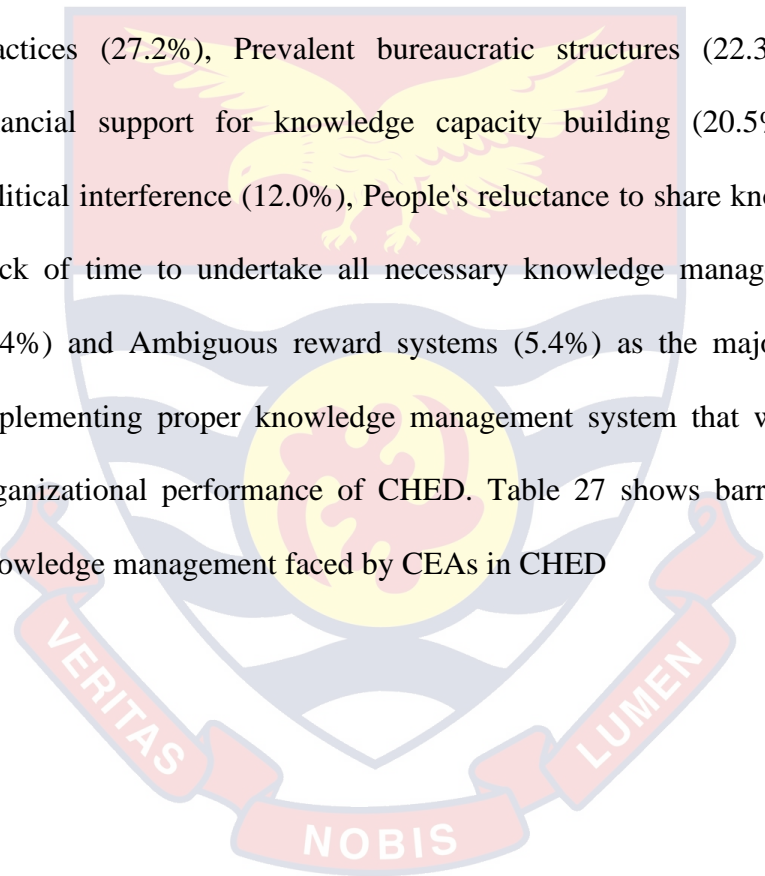 actices (27.2%), Prevalent bureaucratic structures (22.3
ancial support for knowledge capacity building (20.5%
litical interference (12.0%), People's reluctance to share kno
ck of time to undertake all necessary knowledge manag
4%) and Ambiguous reward systems (5.4%) as the majo
plementing proper knowledge management system that w
ganizational performance of CHED. Table 27 shows barr
owledge management faced by CEAs in CHED
VERITAS
NOBIS
LUMEN